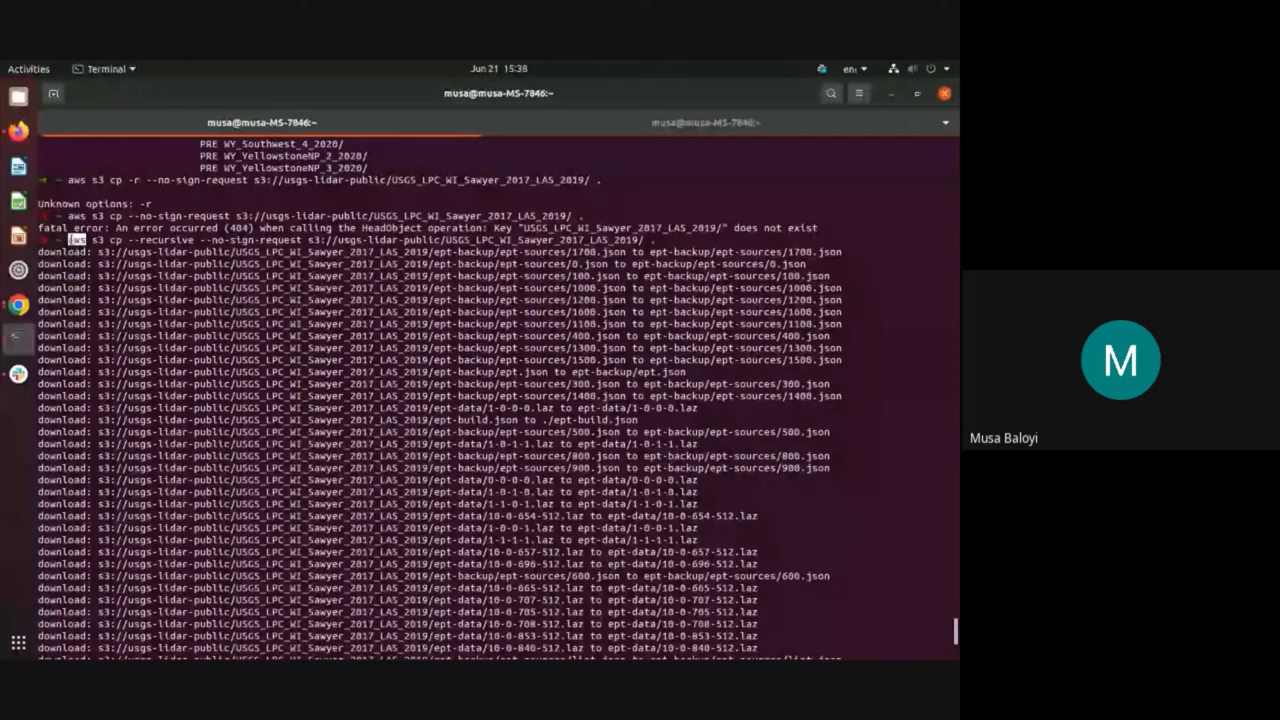 Activities
Terminal
Jun 21 15:38
en₁
musa@musa-MS-7846:~
musa@musa-MS-7846:~
musa@musa-MS-7846:~
PRE WY_Southwest_4_2020/
PRE WY_YellowstoneNP_2_2020/
PRE WY_YellowstoneNP_3_2020/
→ ~ aws s3 cp -r --no-sign-request s3://usgs-lidar-public/USGS_LPC_WI_Sawyer_2017_LAS_2019/ .
Unknown options: -r
→ ~ aws s3 cp --no-sign-request s3://usgs-lidar-public/USGS_LPC_WI_Sawyer_2017_LAS_2019/ .
fatal error: An error occurred (404) when calling the HeadObject operation: Key "USGS_LPC_WI_Sawyer_2017_LAS_2019/" does not exist
→ ~ aws s3 cp --recursive --no-sign-request s3://usgs-lidar-public/USGS_LPC_WI_Sawyer_2017_LAS_2019/ .
download: s3://usgs-lidar-public/USGS_LPC_WI_Sawyer_2017_LAS_2019/ept-backup/ept-sources/1700.json to ept-backup/ept-sources/1700.json
download: s3://usgs-lidar-public/USGS_LPC_WI_Sawyer_2017_LAS_2019/ept-backup/ept-sources/0.json to ept-backup/ept-sources/0.json
download: s3://usgs-lidar-public/USGS_LPC_WI_Sawyer_2017_LAS_2019/ept-backup/ept-sources/100.json to ept-backup/ept-sources/100.json
download: s3://usgs-lidar-public/USGS_LPC_WI_Sawyer_2017_LAS_2019/ept-backup/ept-sources/1000.json to ept-backup/ept-sources/1000.json
download: s3://usgs-lidar-public/USGS_LPC_WI_Sawyer_2017_LAS_2019/ept-backup/ept-sources/1200.json to ept-backup/ept-sources/1200.json
download: s3://usgs-lidar-public/USGS_LPC_WI_Sawyer_2017_LAS_2019/ept-backup/ept-sources/1600.json to ept-backup/ept-sources/1600.json
download: s3://usgs-lidar-public/USGS_LPC_WI_Sawyer_2017_LAS_2019/ept-backup/ept-sources/1100.json to ept-backup/ept-sources/1100.json
download: s3://usgs-lidar-public/USGS_LPC_WI_Sawyer_2017_LAS_2019/ept-backup/ept-sources/400.json to ept-backup/ept-sources/400.json
download: s3://usgs-lidar-public/USGS_LPC_WI_Sawyer_2017_LAS_2019/ept-backup/ept-sources/1300.json to ept-backup/ept-sources/1300.json
download: s3://usgs-lidar-public/USGS_LPC_WI_Sawyer_2017_LAS_2019/ept-backup/ept-sources/1500.json to ept-backup/ept-sources/1500.json
download: s3://usgs-lidar-public/USGS_LPC_WI_Sawyer_2017_LAS_2019/ept-backup/ept.json to ept-backup/ept.json
download: s3://usgs-lidar-public/USGS_LPC_WI_Sawyer_2017_LAS_2019/ept-backup/ept-sources/300.json to ept-backup/ept-sources/300.json
download: s3://usgs-lidar-public/USGS_LPC_WI_Sawyer_2017_LAS_2019/ept-backup/ept-sources/1400.json to ept-backup/ept-sources/1400.json
download: s3://usgs-lidar-public/USGS_LPC_WI_Sawyer_2017_LAS_2019/ept-data/1-0-0-0.laz to ept-data/1-0-0-0.laz
download: s3://usgs-lidar-public/USGS_LPC_WI_Sawyer_2017_LAS_2019/ept-build.json to ./ept-build.json
download: s3://usgs-lidar-public/USGS_LPC_WI_Sawyer_2017_LAS_2019/ept-backup/ept-sources/500.json to ept-backup/ept-sources/500.json
download: s3://usgs-lidar-public/USGS_LPC_WI_Sawyer_2017_LAS_2019/ept-data/1-0-1-1.laz to ept-data/1-0-1-1.laz
download: s3://usgs-lidar-public/USGS_LPC_WI_Sawyer_2017_LAS_2019/ept-backup/ept-sources/800.json to ept-backup/ept-sources/800.json
download: s3://usgs-lidar-public/USGS_LPC_WI_Sawyer_2017_LAS_2019/ept-backup/ept-sources/900.json to ept-backup/ept-sources/900.json
download: s3://usgs-lidar-public/USGS_LPC_WI_Sawyer_2017_LAS_2019/ept-data/0-0-0-0.laz to ept-data/0-0-0-0.laz
download: s3://usgs-lidar-public/USGS_LPC_WI_Sawyer_2017_LAS_2019/ept-data/1-0-1-0.laz to ept-data/1-0-1-0.laz
download: s3://usgs-lidar-public/USGS_LPC_WI_Sawyer_2017_LAS_2019/ept-data/1-1-0-1.laz to ept-data/1-1-0-1.laz
download: s3://usgs-lidar-public/USGS_LPC_WI_Sawyer_2017_LAS_2019/ept-data/10-0-654-512.laz to ept-data/10-0-654-512.laz
download: s3://usgs-lidar-public/USGS_LPC_WI_Sawyer_2017_LAS_2019/ept-data/1-0-0-1.laz to ept-data/1-0-0-1.laz
download: s3://usgs-lidar-public/USGS_LPC_WI_Sawyer_2017_LAS_2019/ept-data/1-1-1-1.laz to ept-data/1-1-1-1.laz
download: s3://usgs-lidar-public/USGS_LPC_WI_Sawyer_2017_LAS_2019/ept-data/10-0-657-512.laz to ept-data/10-0-657-512.laz
download: s3://usgs-lidar-public/USGS_LPC_WI_Sawyer_2017_LAS_2019/ept-data/10-0-696-512.laz to ept-data/10-0-696-512.laz
download: s3://usgs-lidar-public/USGS_LPC_WI_Sawyer_2017_LAS_2019/ept-backup/ept-sources/600.json to ept-backup/ept-sources/600.json
download: s3://usgs-lidar-public/USGS_LPC_WI_Sawyer_2017_LAS_2019/ept-data/10-0-665-512.laz to ept-data/10-0-665-512.laz
download: s3://usgs-lidar-public/USGS_LPC_WI_Sawyer_2017_LAS_2019/ept-data/10-0-707-512.laz to ept-data/10-0-707-512.laz
download: s3://usgs-lidar-public/USGS_LPC_WI_Sawyer_2017_LAS_2019/ept-data/10-0-705-512.laz to ept-data/10-0-705-512.laz
download: s3://usgs-lidar-public/USGS_LPC_WI_Sawyer_2017_LAS_2019/ept-data/10-0-708-512.laz to ept-data/10-0-708-512.laz
download: s3://usgs-lidar-public/USGS_LPC_WI_Sawyer_2017_LAS_2019/ept-data/10-0-853-512.laz to ept-data/10-0-853-512.laz
download: s3://usgs-lidar-public/USGS_LPC_WI_Sawyer_2017_LAS_2019/ept-data/10-0-840-512.laz to ept-data/10-0-840-512.laz
M
Musa Baloyi